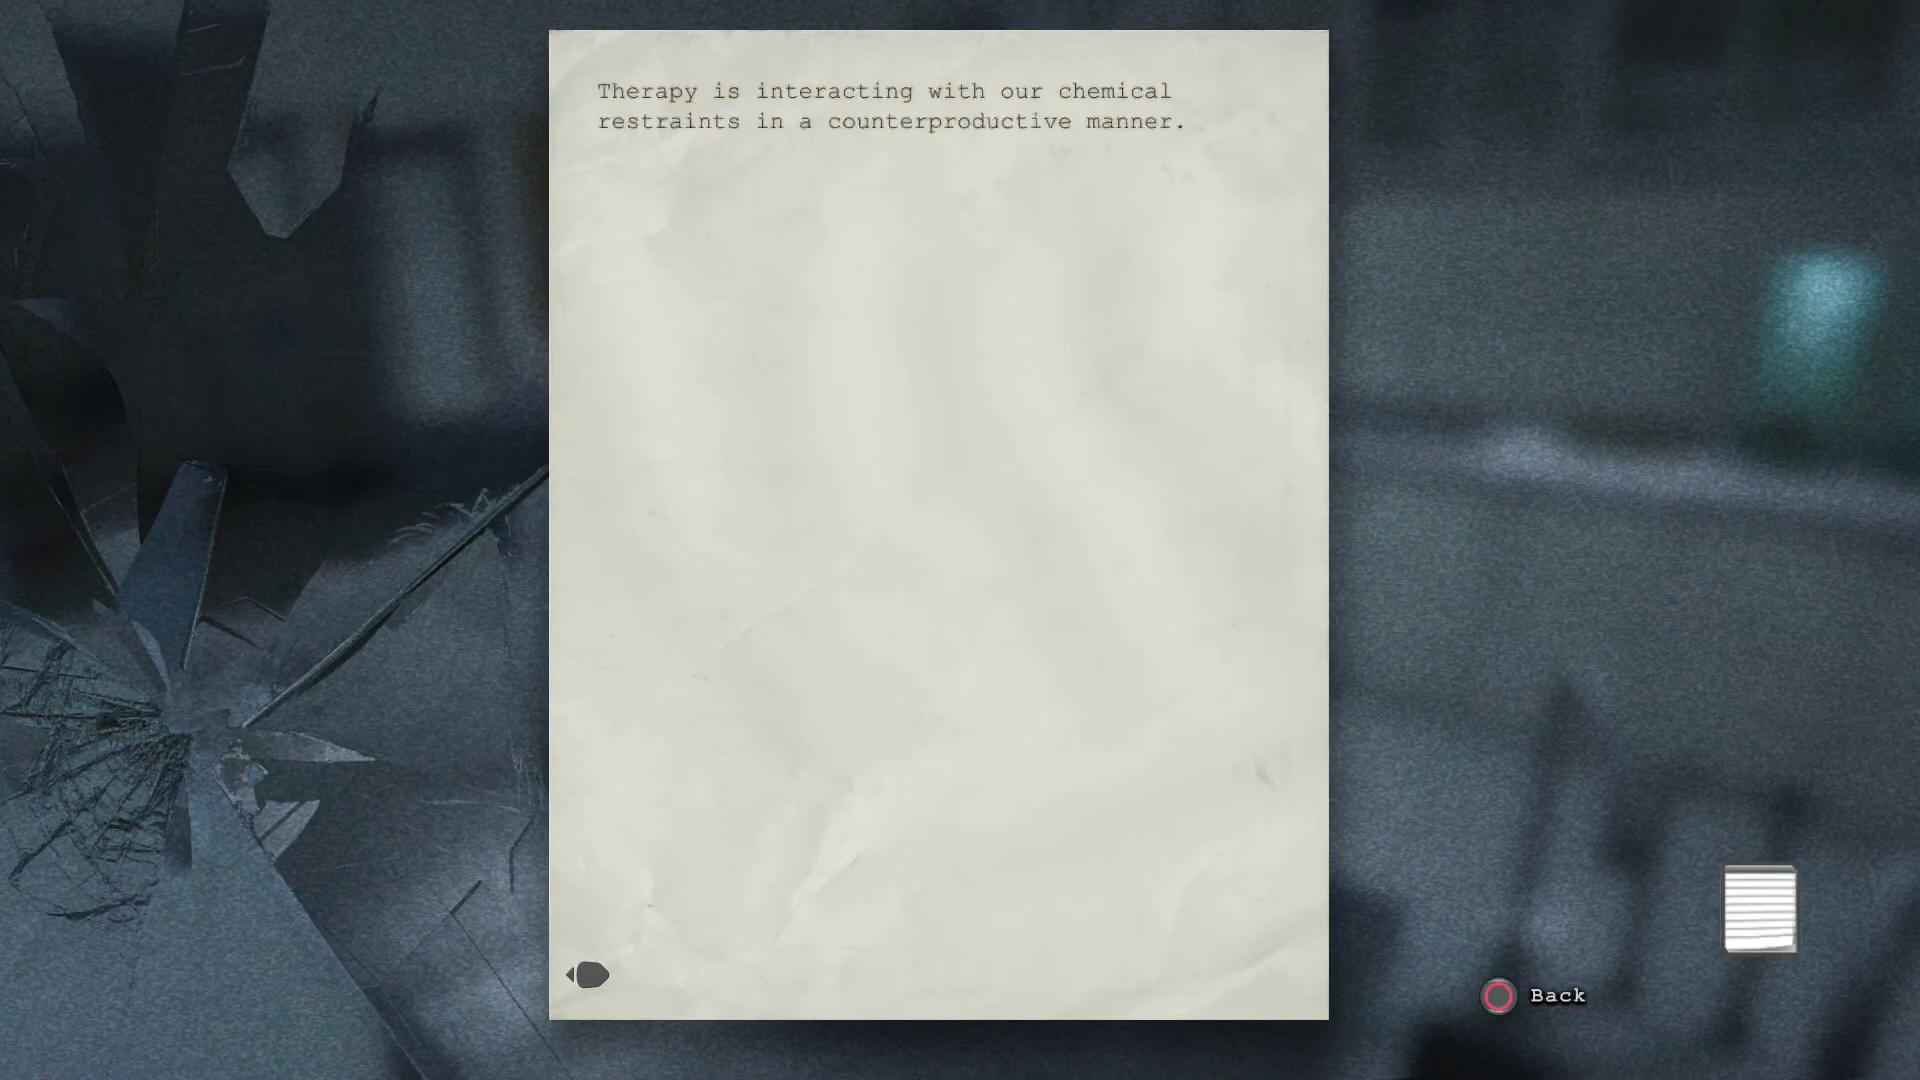 Therapy is interacting with our chemical
restraints in a counterproductive manner.
Back